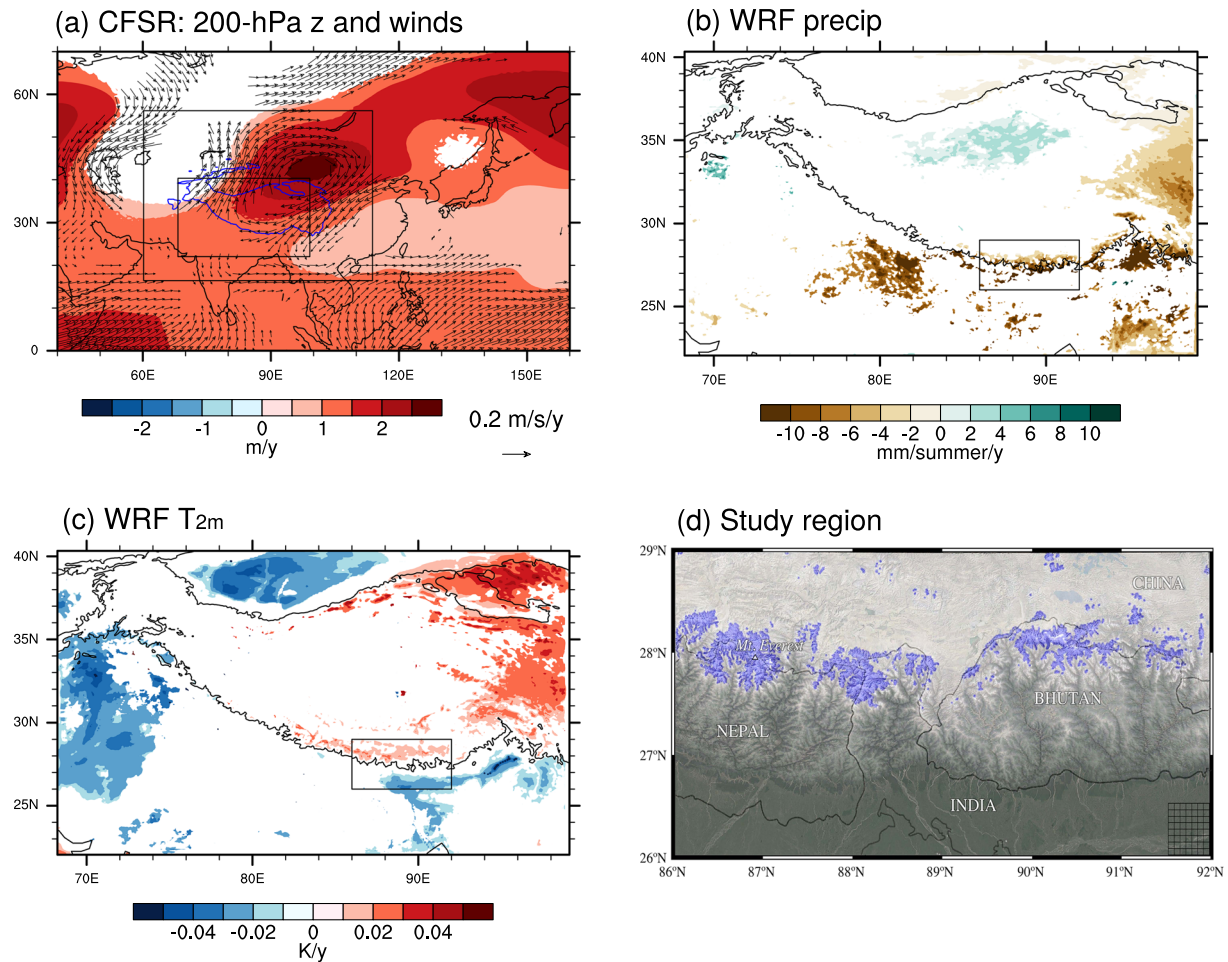 (a) CFSR: 200-hPa z and winds
60N
30N
0
60E
90E
120E
150E
-2
-1
0
1
2
m/y
0.2 m/s/y
(b) WRF precip
40N
35N
30N
25N
70E
80E
90E
-10
-8
-6
-4
-2
0
2
4
6
8
10
mm/summer/y
(c) WRF T2m
40N
35N
30N
25N
70E
80E
90E
-0.04
-0.02
0
0.02
0.04
K/y
(d) Study region
29°N
28°N
27°N
26°N
CHINA
Mt. Everest
BHUTAN
NEPAL
INDIA
86°N
87°N
88°N
89°N
90°N
91°N
92°N